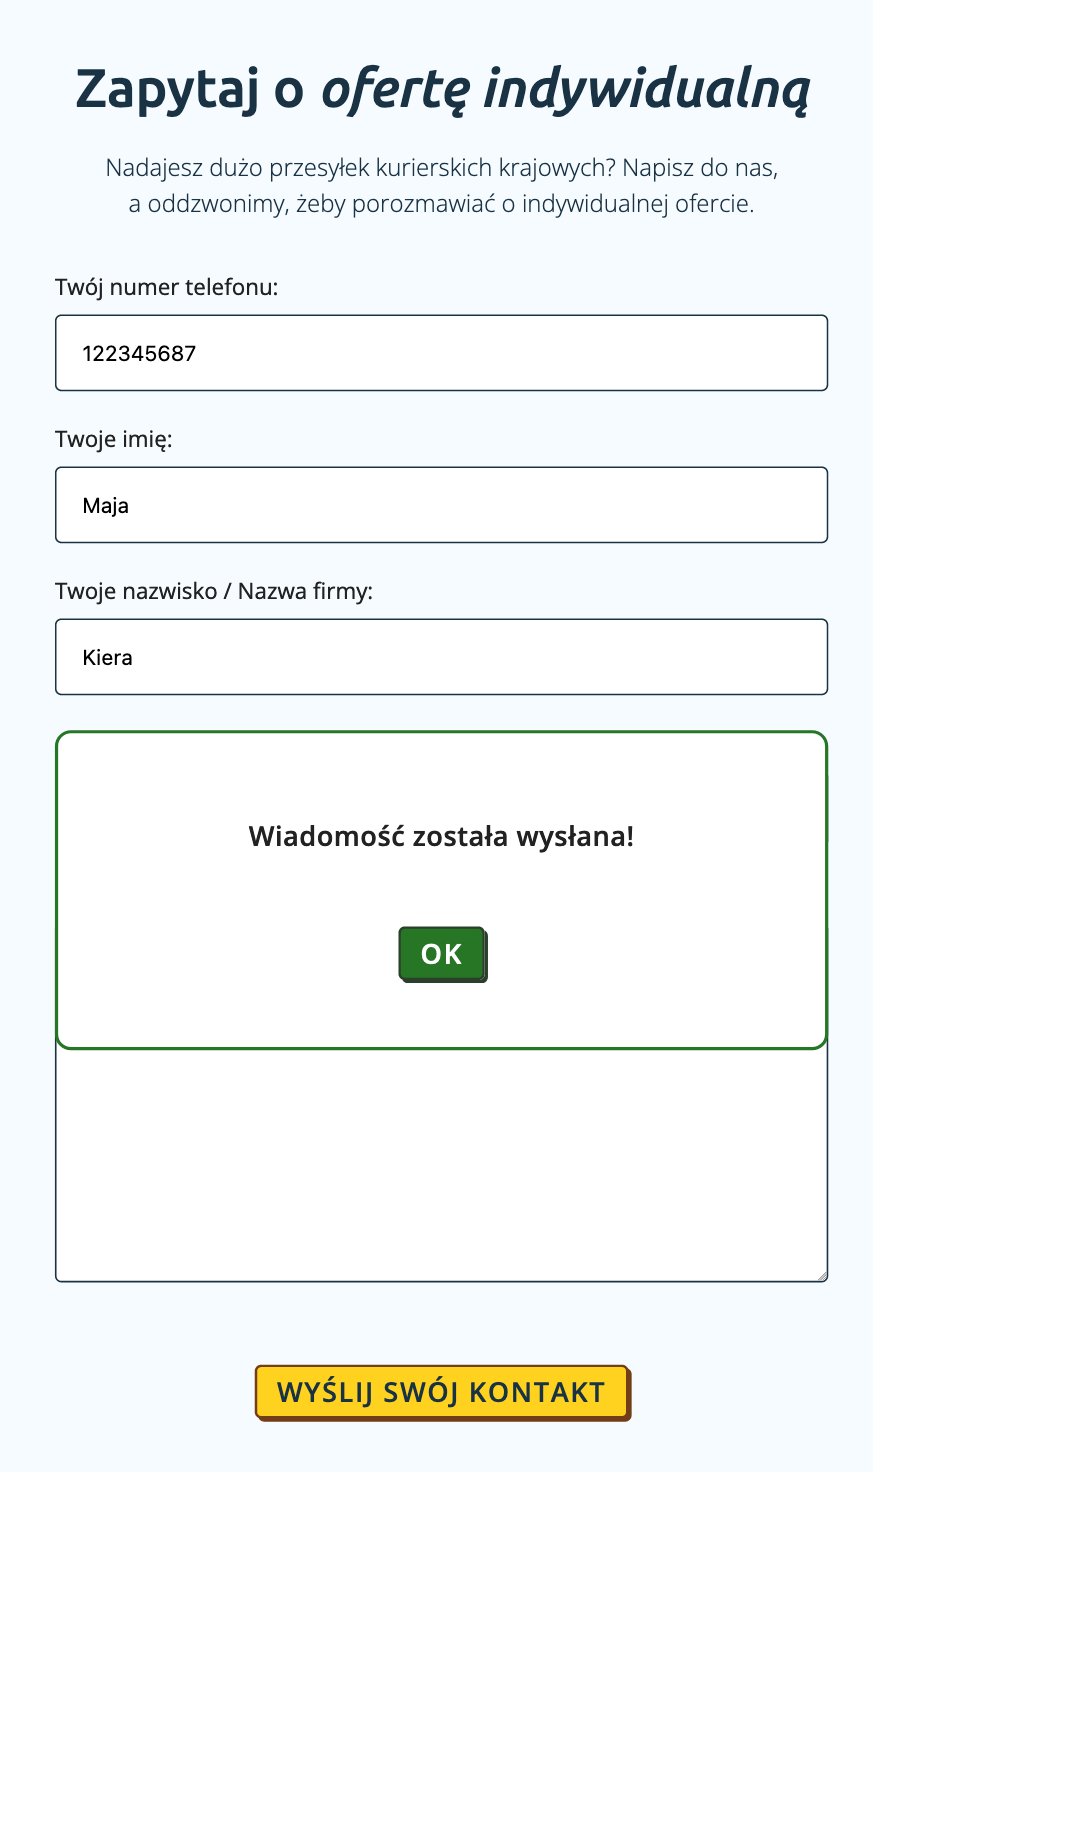 Zapytaj o ofertę indywidualną
Nadajesz dużo przesyłek kurierskich krajowych? Napisz do nas,
a oddzwonimy, żeby porozmawiać o indywidualnej ofercie.
Twój numer telefonu:
122345687
Twoje imię:
Maja
Twoje nazwisko / Nazwa firmy:
Kiera
Wiadomość została wysłana!
OK
WYŚLIJ SWÓJ KONTAKT